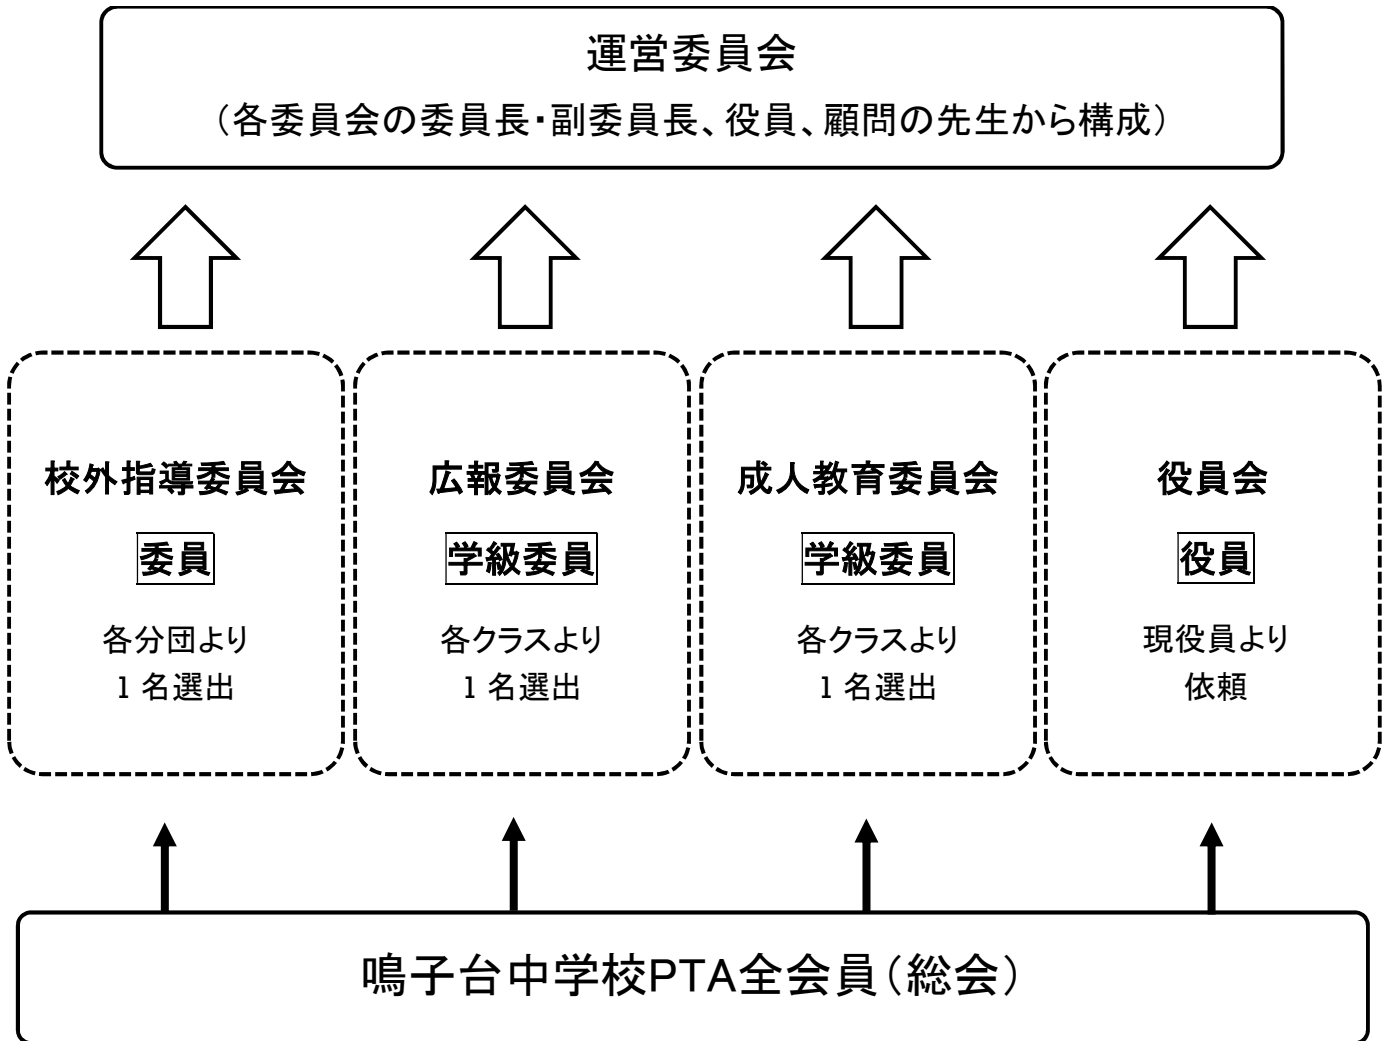 運営委員会
（各委員会の委員長・副委員長、役員、顧問の先生から構成）
校外指導委員会
委員
各分団より
1 名選出
広報委員会
学級委員
各クラスより
1 名選出
成人教育委員会
学級委員
各クラスより
1 名選出
役員会
役員
現役員より
依頼
鳴子台中学校PTA全会員（総会）